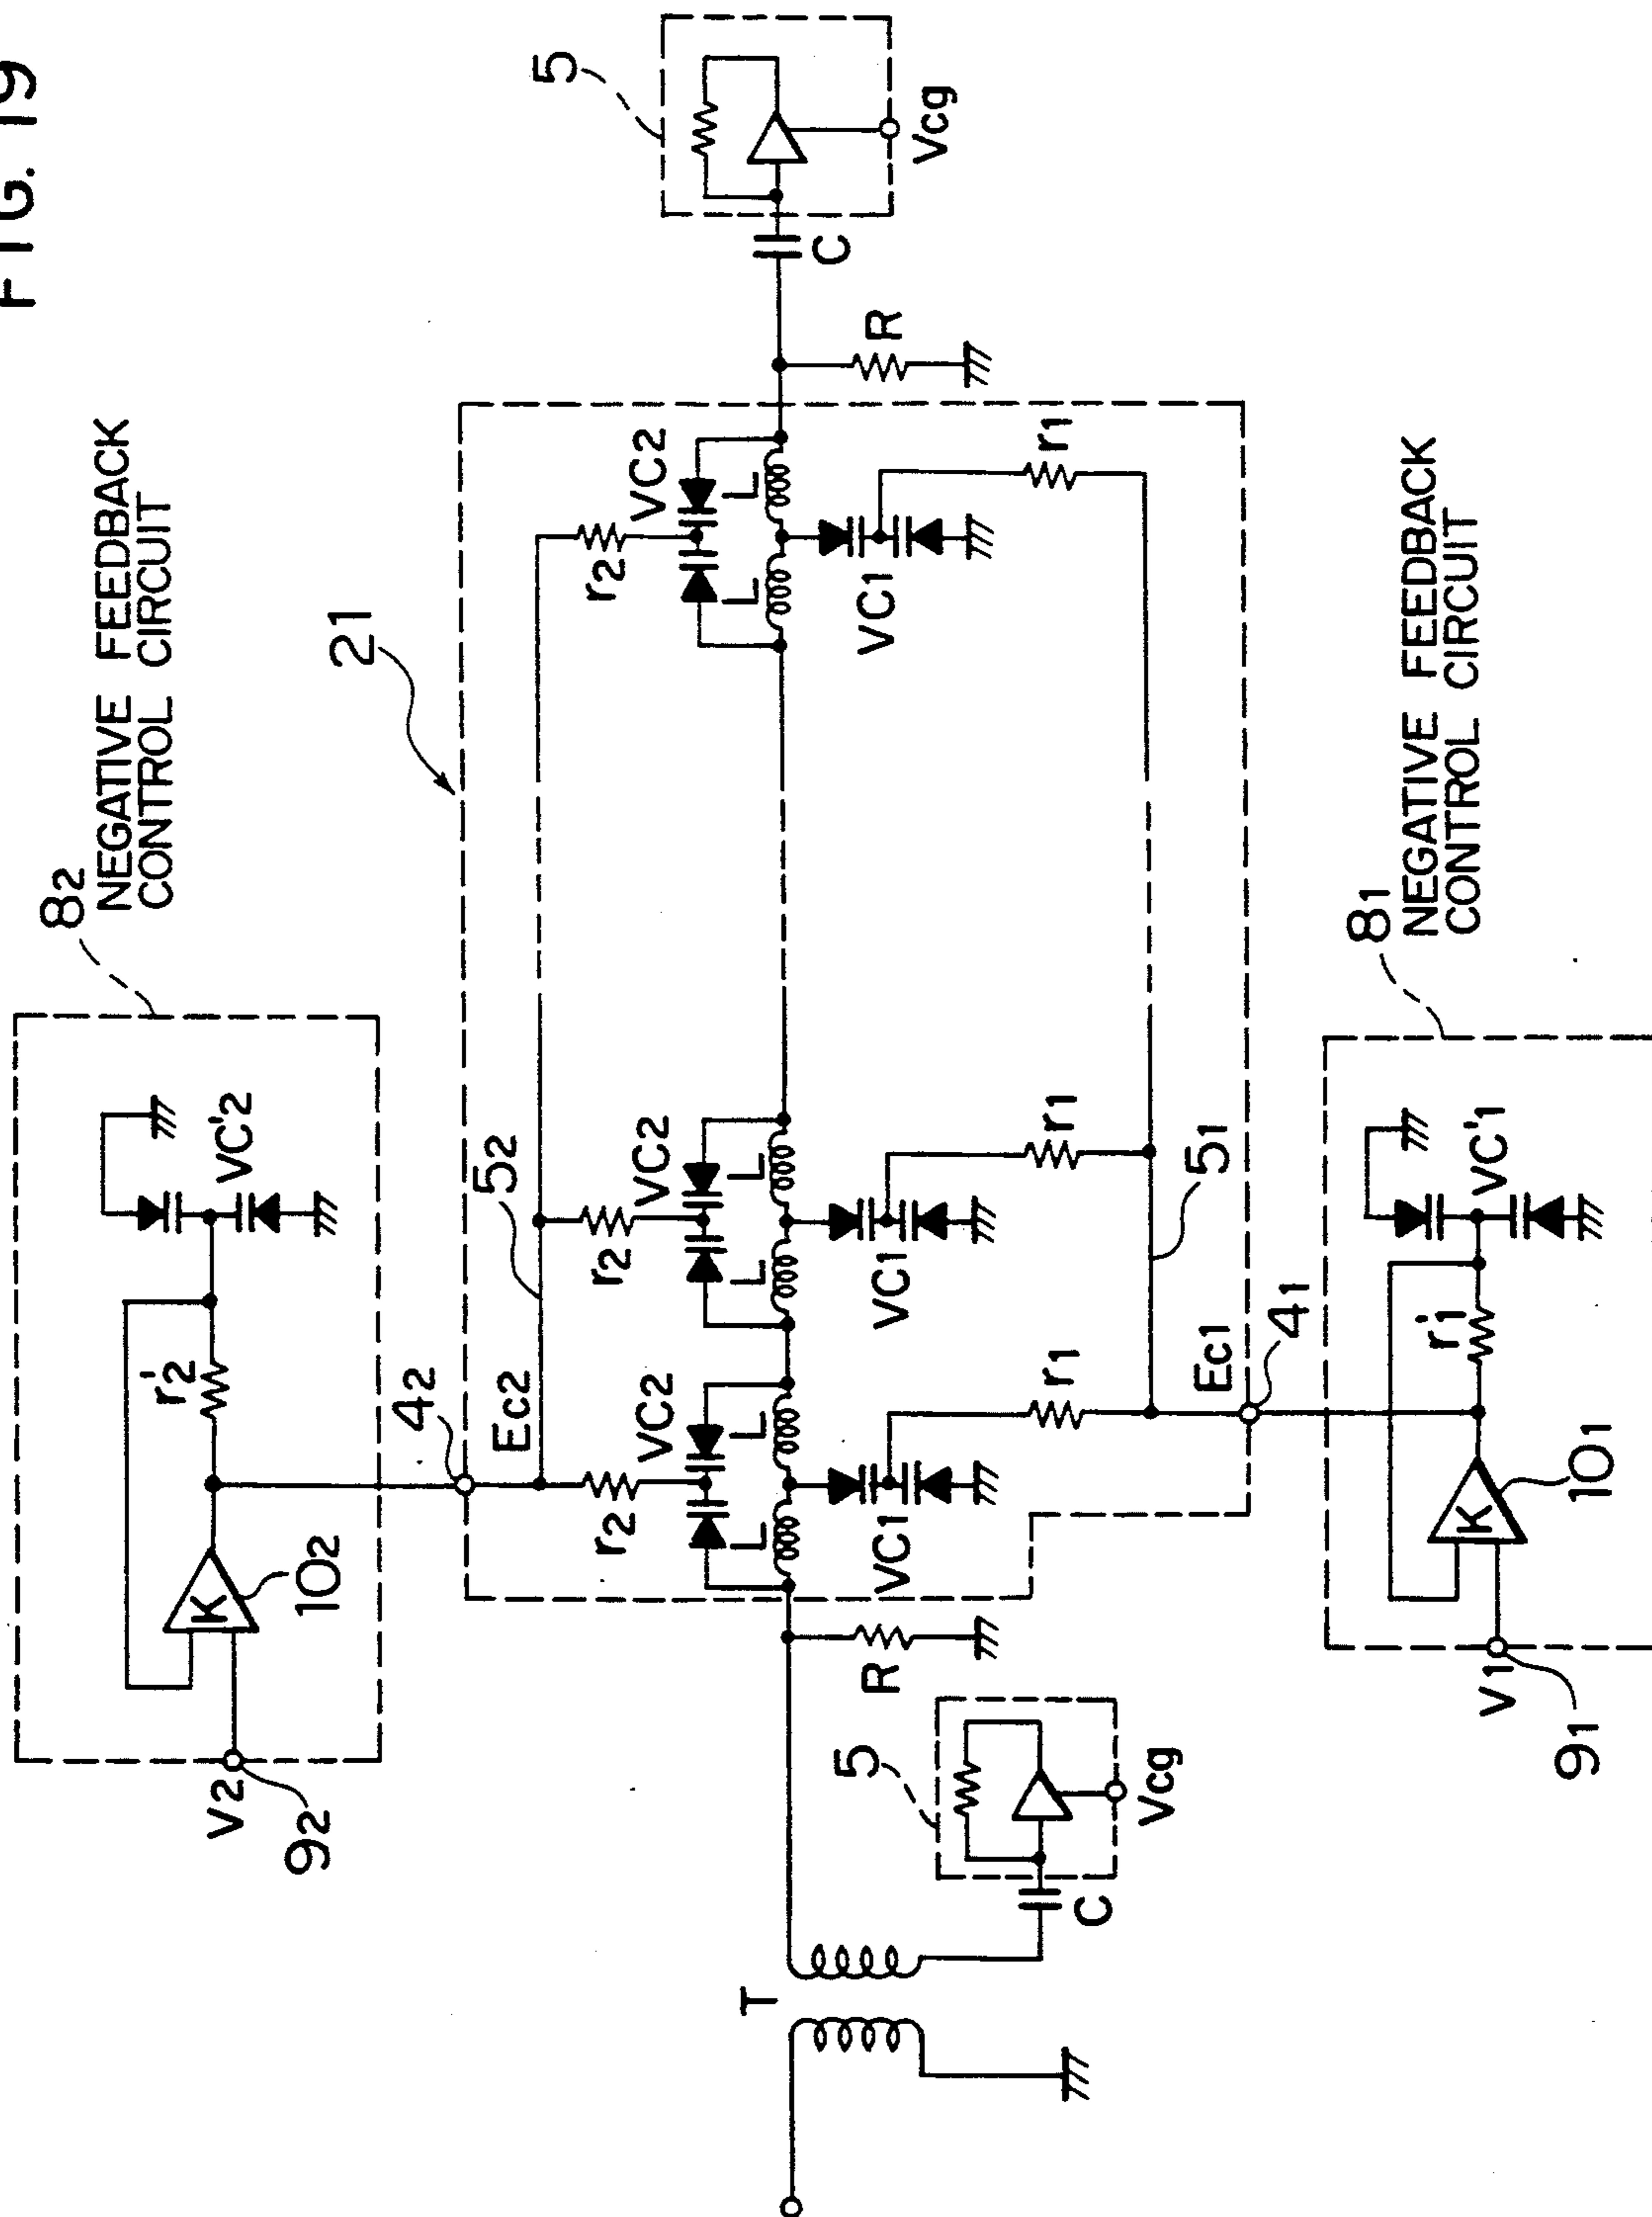 FIG. 19
8₂
NEGATIVE FEEDBACK
CONTROL CIRCUIT
V2
9₂
K
10₂
r'2
VC'2
4₂
Ec2
5₂
21
r2
VC2
L
L
r2
VC2
L
L
r2
VC2
L
L
5
Vcg
C
R
T
C
5
Vcg
R
VC1
r1
VC1
r1
VC1
r1
5₁
Ec1
4₁
8₁
NEGATIVE FEEDBACK
CONTROL CIRCUIT
V1
9₁
K
10₁
r'1
VC'1